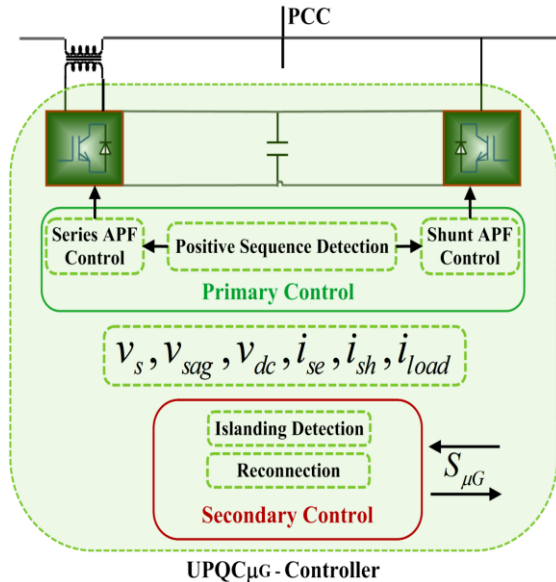 PCC
Series APF
Control
Positive Sequence Detection
Shunt APF
Control
Primary Control
v_s, v_sag, v_dc, i_se, i_sh, i_load
Islanding Detection
Reconnection
Secondary Control
S_μG
UPQCμG - Controller